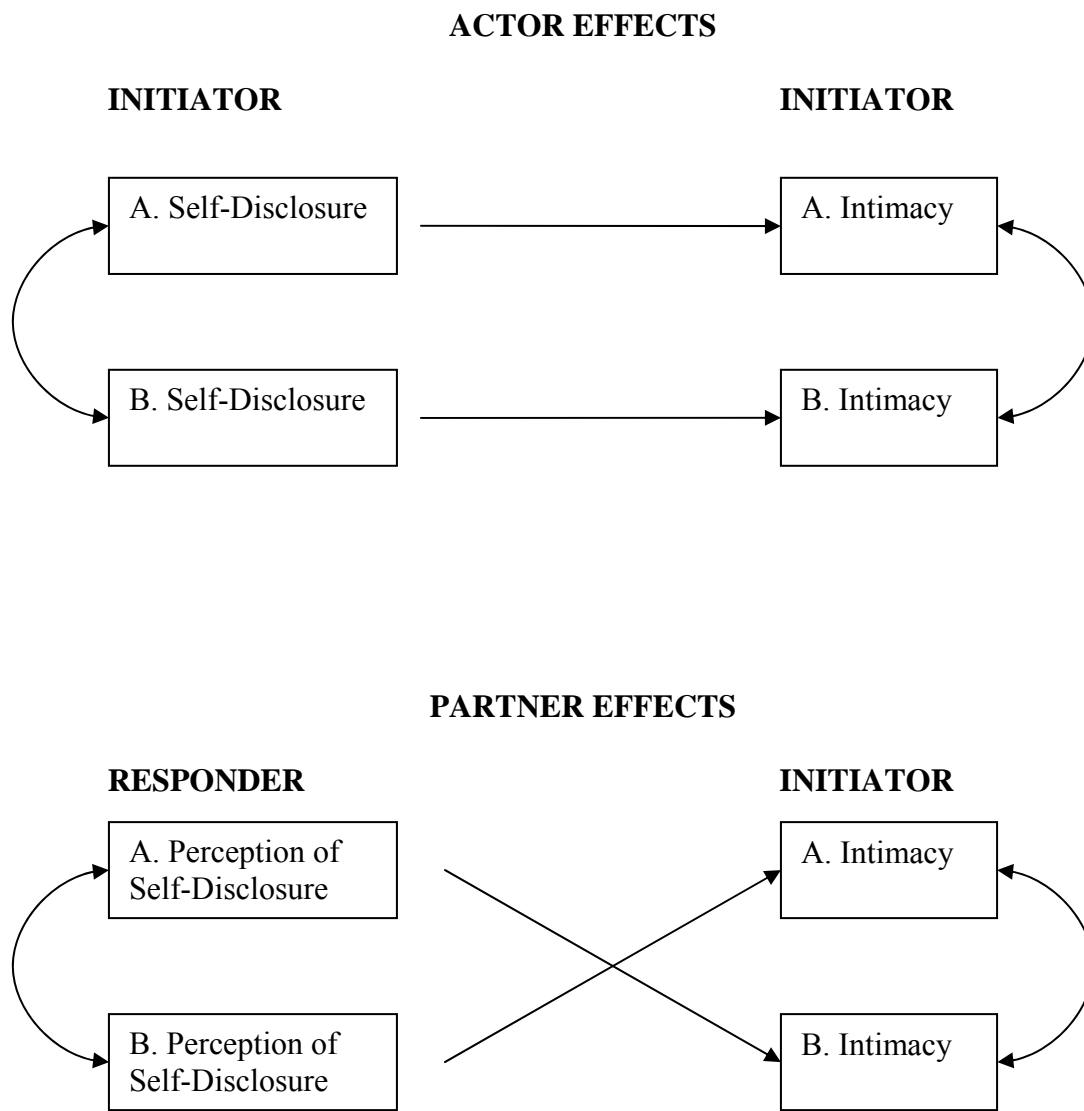 ACTOR EFFECTS
INITIATOR INITIATOR
A. Self-Disclosure A. Intimacy
B. Self-Disclosure B. Intimacy
PARTNER EFFECTS
RESPONDER INITIATOR
A. Perception of A. Intimacy
Self-Disclosure
B. Perception of B. Intimacy
Self-Disclosure